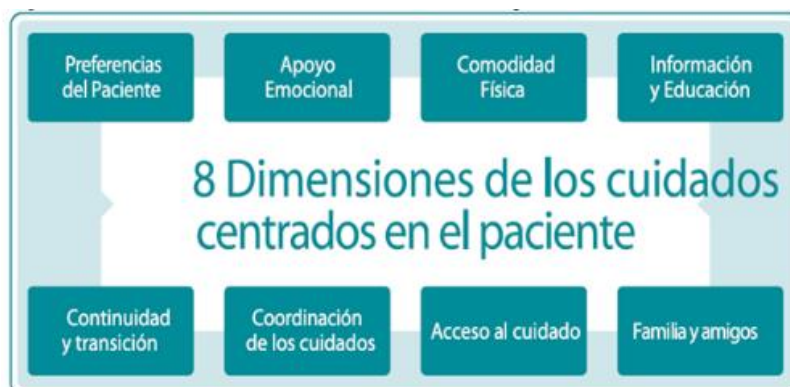 Preferencias
del Paciente
Apoyo
Emocional
Comodidad
Física
Información
y Educación
8 Dimensiones de los cuidados
centrados en el paciente
Continuidad
y transición
Coordinación
de los cuidados
Acceso al cuidado
Familia y amigos